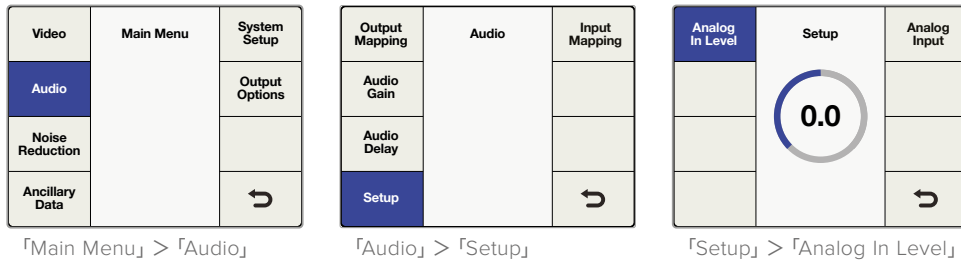 Video
Main Menu
System
Setup
Audio
Output
Options
Noise
Reduction
Ancillary
Data
「Main Menu」 > 「Audio」
Output
Mapping
Audio
Input
Mapping
Audio
Gain
Audio
Delay
Setup
「Audio」 > 「Setup」
Analog
In Level
Setup
Analog
Input
0.0
「Setup」 > 「Analog In Level」